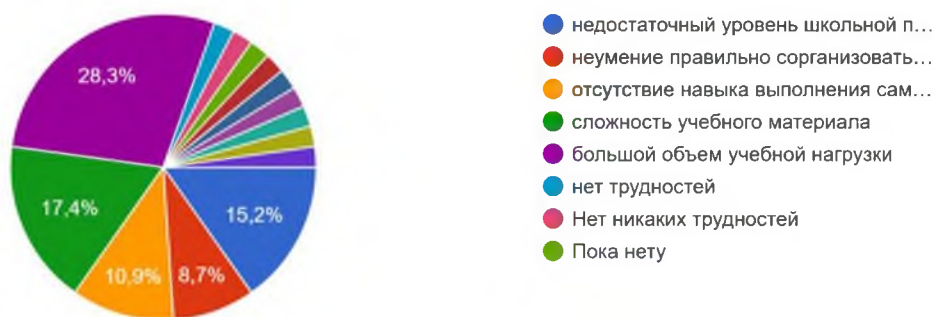 28,3%
17,4%
15,2%
10,9%
8,7%
недостаточный уровень школьной п...
неумение правильно сорганизовать...
отсутствие навыка выполнения сам...
сложность учебного материала
большой объем учебной нагрузки
нет трудностей
Нет никаких трудностей
Пока нету